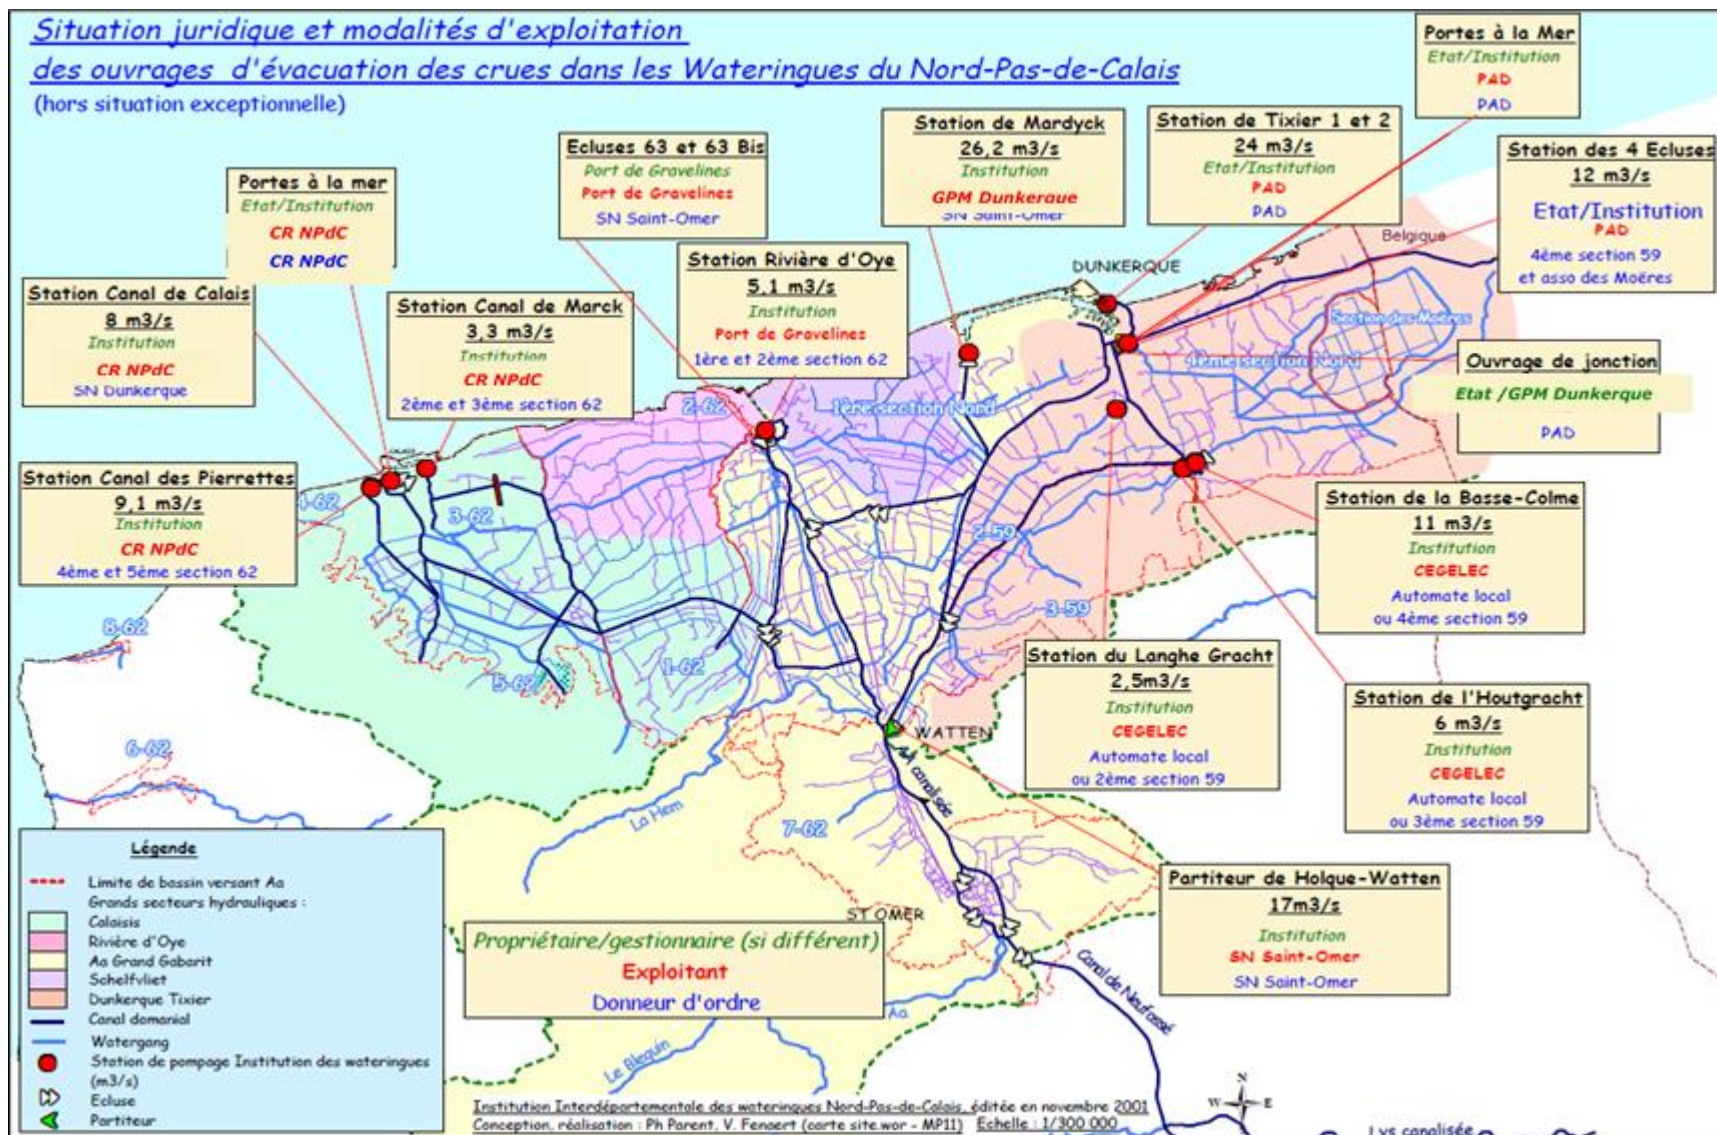 Situation juridique et modalités d'exploitation
des ouvrages d'évacuation des crues dans les Wateringues du Nord-Pas-de-Calais
(hors situation exceptionnelle)
Portes à la Mer
Etat/Institution
PAD
PAD
Station de Mardyck
26,2 m3/s
Institution
GPM Dunkerque
SN Saint-Omer
Station de Tixier 1 et 2
24 m3/s
Etat/Institution
PAD
PAD
Ecluses 63 et 63 Bis
Port de Gravelines
Port de Gravelines
SN Saint-Omer
Station des 4 Ecluses
12 m3/s
Etat/Institution
PAD
4ème section 59
et asso des Moëres
Portes à la mer
Etat/Institution
CR NPdC
CR NPdC
Station Rivière d'Oye
5,1 m3/s
Institution
Port de Gravelines
1ère et 2ème section 62
Station Canal de Calais
8 m3/s
Institution
CR NPdC
SN Dunkerque
Station Canal de Marck
3,3 m3/s
Institution
CR NPdC
2ème et 3ème section 62
Belgique
DUNKERQUE
Section des Moëres
4ème section Nord
Ouvrage de jonction
Etat /GPM Dunkerque
PAD
2-62
1ère section Nord
Station Canal des Pierrettes
9,1 m3/s
Institution
CR NPdC
4ème et 5ème section 62
4-62
3-62
Station de la Basse-Colme
11 m3/s
Institution
CEGELEC
Automate local
ou 4ème section 59
2-59
3-59
8-62
1-62
5-62
Station du Langhe Gracht
2,5m3/s
Institution
CEGELEC
Automate local
ou 2ème section 59
Station de l'Houtgracht
6 m3/s
Institution
CEGELEC
Automate local
ou 3ème section 59
WATTEN
6-62
AA canalisée
La Hem
7-62
Partiteur de Holque-Watten
17m3/s
Institution
SN Saint-Omer
SN Saint-Omer
ST OMER
Propriétaire/gestionnaire (si différent)
Exploitant
Donneur d'ordre
Canal de Neuffossé
Aa
Le Bléquin
Légende
Limite de bassin versant Aa
Grands secteurs hydrauliques :
Calaisis
Rivière d'Oye
Aa Grand Gabarit
Schelfvliet
Dunkerque Tixier
Canal domanial
Watergang
Station de pompage Institution des wateringues
(m3/s)
Ecluse
Partiteur
N
W E
Institution Interdépartementale des wateringues Nord-Pas-de-Calais, éditée en novembre 2001
Conception, réalisation : Ph Parent, V. Fenaert (carte site.wor - MP11) Echelle : 1/300 000
Lys canalisée